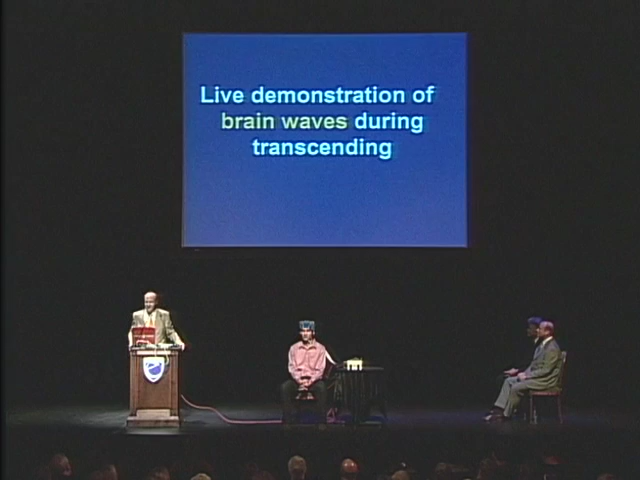 Live demonstration of
brain waves during
transcending